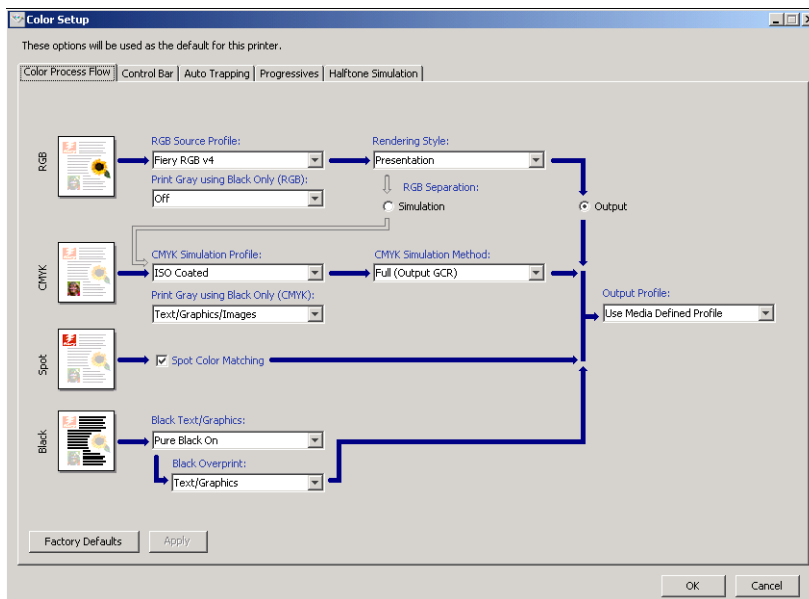 Color Setup
These options will be used as the default for this printer.
Color Process Flow Control Bar Auto Trapping Progressives Halftone Simulation
RGB
RGB Source Profile:
Fiery RGB v4
Rendering Style:
Presentation
Print Gray using Black Only (RGB):
Off
RGB Separation:
Simulation
Output
CMYK
CMYK Simulation Profile:
ISO Coated
CMYK Simulation Method:
Full (Output GCR)
Print Gray using Black Only (CMYK):
Text/Graphics/Images
Output Profile:
Use Media Defined Profile
Spot
Spot Color Matching
Black
Black Text/Graphics:
Pure Black On
Black Overprint:
Text/Graphics
Factory Defaults
Apply
OK
Cancel